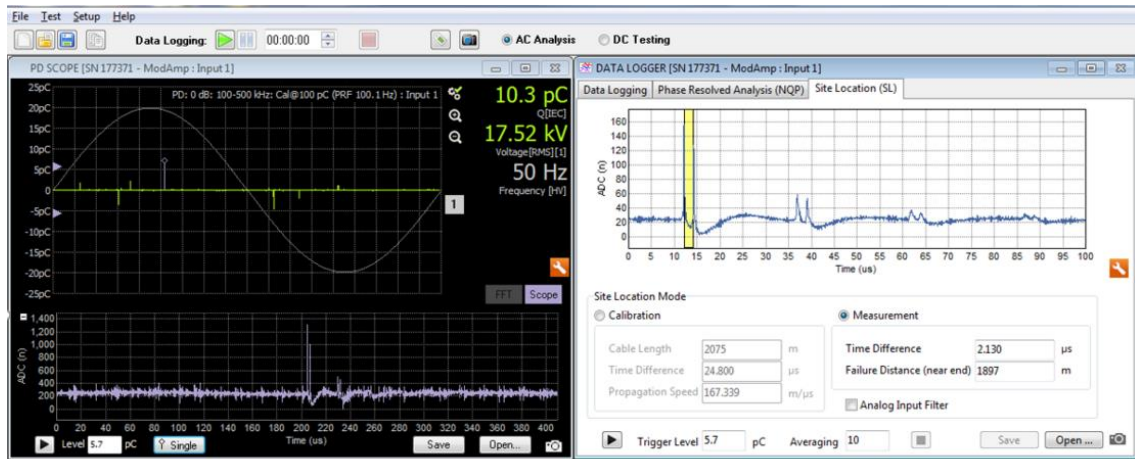 File Test Setup Help
Data Logging: 00:00:00 AC Analysis DC Testing
PD SCOPE [SN 177371 - ModAmp : Input 1]
25pC
20pC
15pC
10pC
5pC
0
-5pC
-10pC
-15pC
-20pC
-25pC
PD: 0 dB: 100-500 kHz: Cal@100 pC (PRF 100.1Hz) : Input 1
10.3 pC
Q[IEC]
17.52 kV
Voltage[RMS][1]
50 Hz
Frequency [HV]
1
FFT Scope
ADC (n)
1,400
1,200
1,000
800
600
400
200
0
0 20 40 60 80 100 120 140 160 180 200 220 240 260 280 300 320 340 360 380 400
Time (us)
Level 5.7 pC Single Save Open...
DATA LOGGER [SN 177371 - ModAmp : Input 1]
Data Logging Phase Resolved Analysis (NQP) Site Location (SL)
ADC (n)
160
140
120
100
80
60
40
20
0
0 5 10 15 20 25 30 35 40 45 50 55 60 65 70 75 80 85 90 95 100
Time (us)
Site Location Mode
Calibration
Cable Length 2075 m
Time Difference 24.800 µs
Propagation Speed 167.339 m/µs
Measurement
Time Difference 2.130 µs
Failure Distance (near end) 1897 m
Analog Input Filter
Trigger Level 5.7 pC Averaging 10 Save Open ...